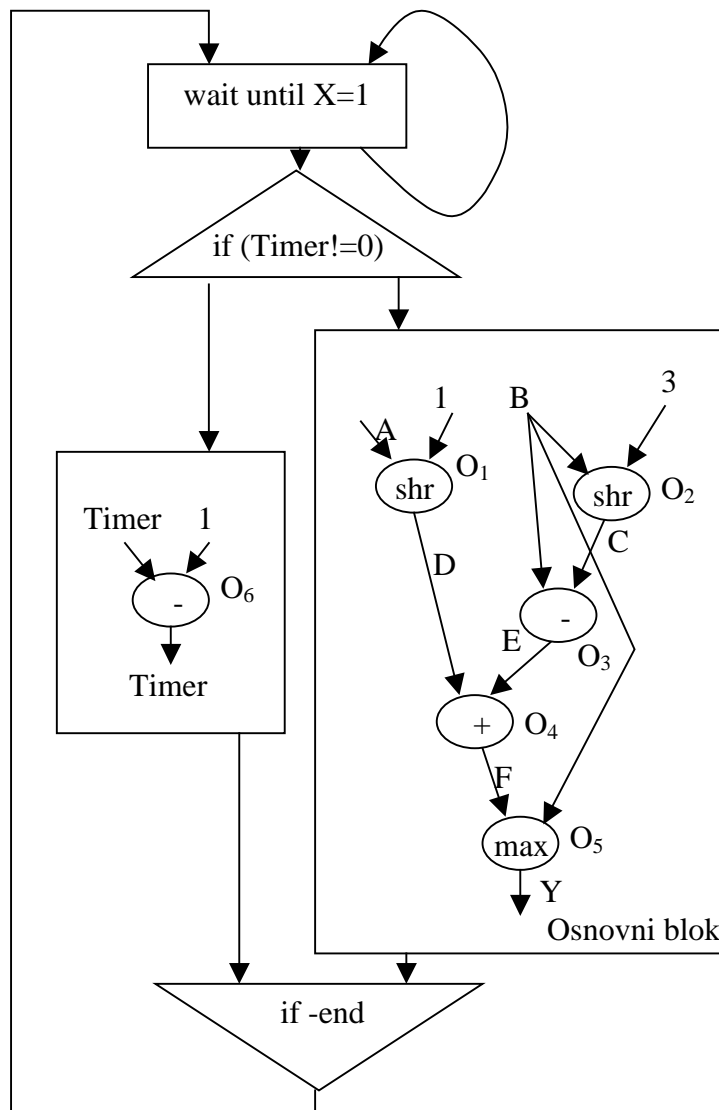 wait until X=1
if (Timer!=0)
A
1
B
3
shr O₁
shr O₂
C
D
Timer 1
- O₆
Timer
- O₃
E
+ O₄
F
max O₅
Y
Osnovni blok
if -end